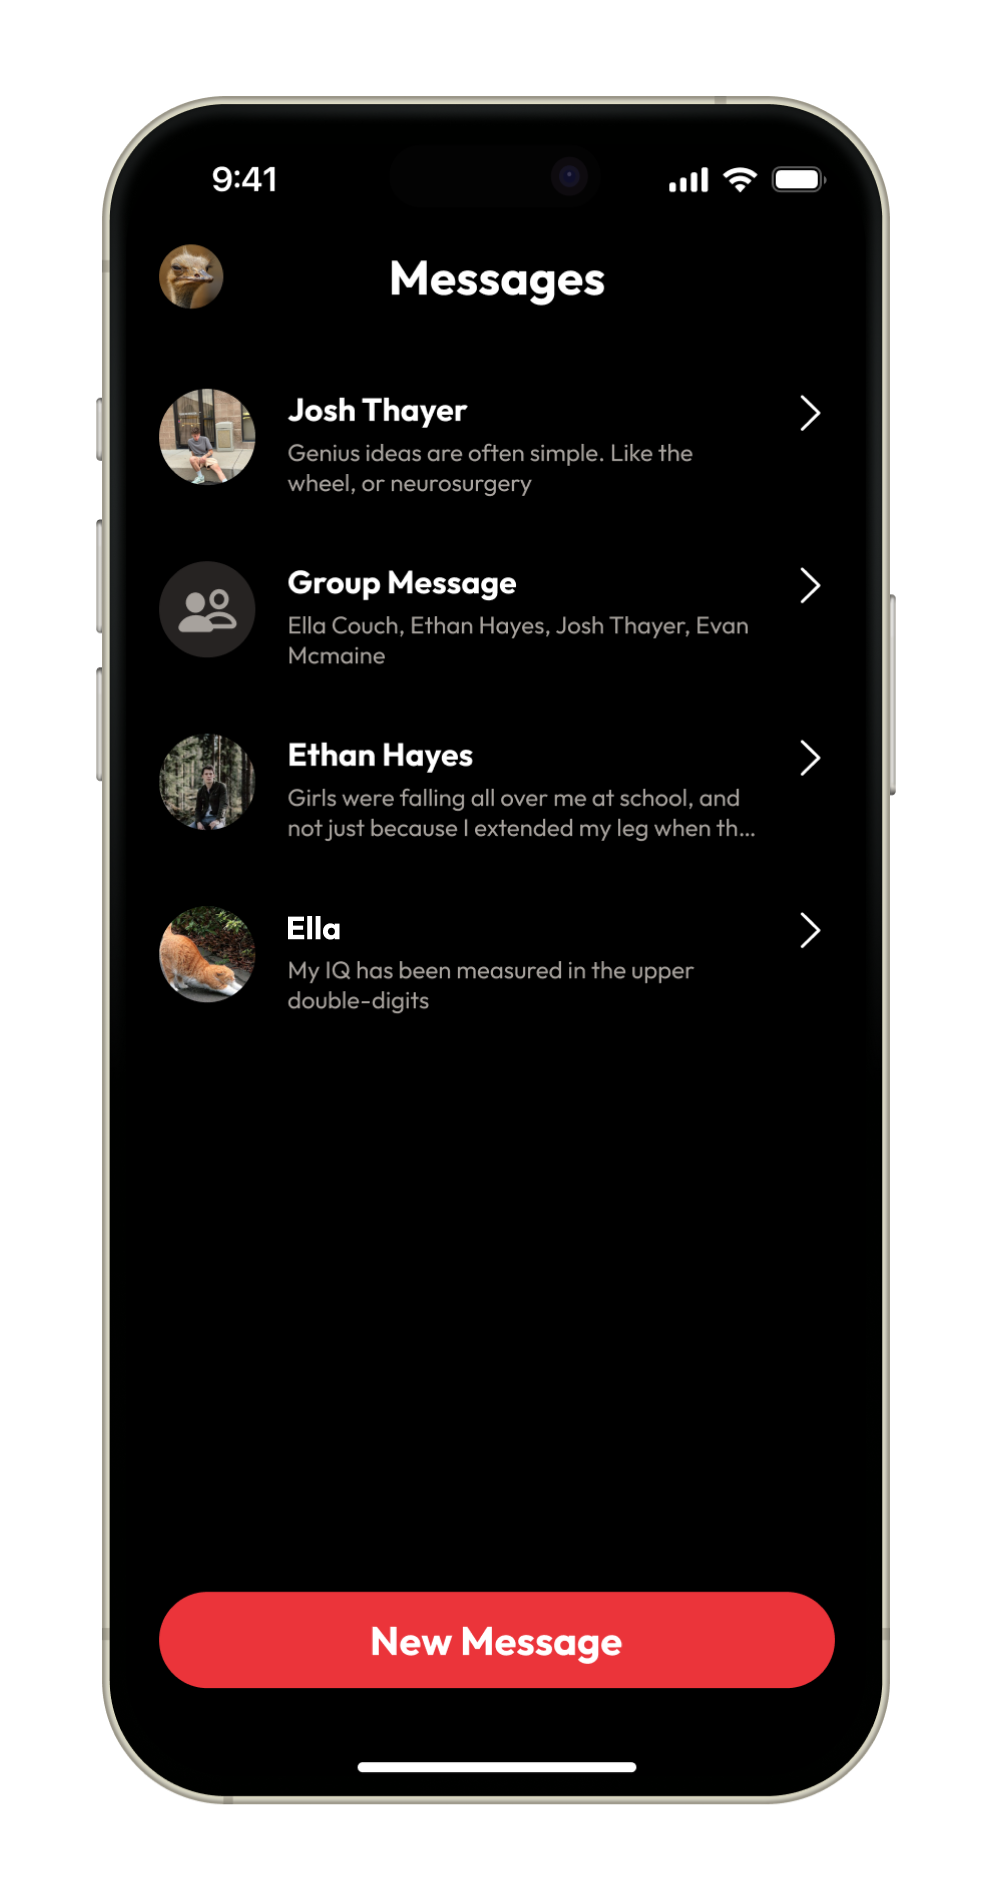 9:41
Messages
Josh Thayer
Genius ideas are often simple. Like the
wheel, or neurosurgery
Group Message
Ella Couch, Ethan Hayes, Josh Thayer, Evan
Mcmaine
Ethan Hayes
Girls were falling all over me at school, and
not just because I extended my leg when th...
Ella
My IQ has been measured in the upper
double-digits
New Message